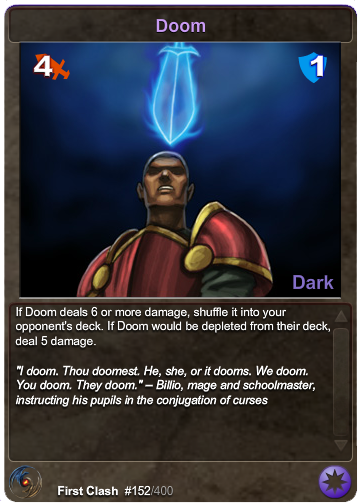 Doom
4
1
Dark
If Doom deals 6 or more damage, shuffle it into your
opponent's deck. If Doom would be depleted from their deck,
deal 5 damage.
"I doom. Thou doomest. He, she, or it dooms. We doom.
You doom. They doom." – Billio, mage and schoolmaster,
instructing his pupils in the conjugation of curses
First Clash #152/400